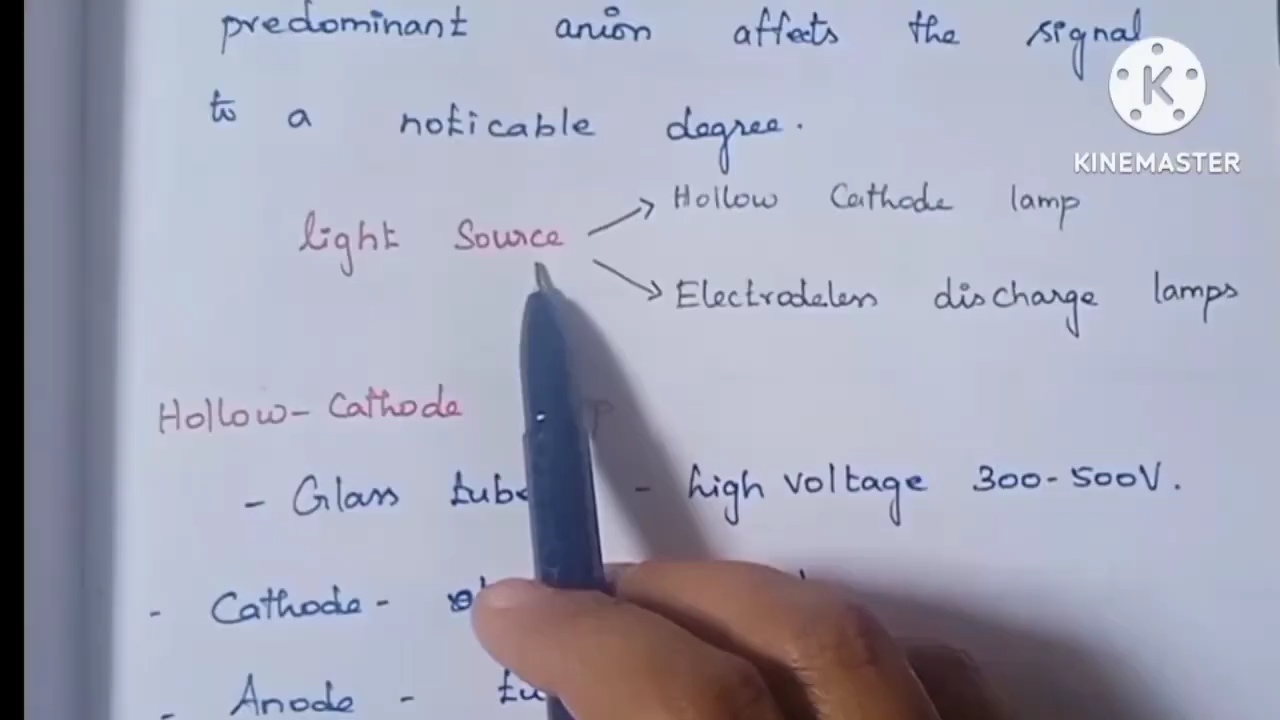 predominant anion affects the signal
to a noticable degree.
K
KINEMASTER
light Source
Hollow Cathode lamp
Electrodeless discharge lamps
Hollow-Cathode
- Glass tube - high voltage 300-500V.
- Cathode -
- Anode -